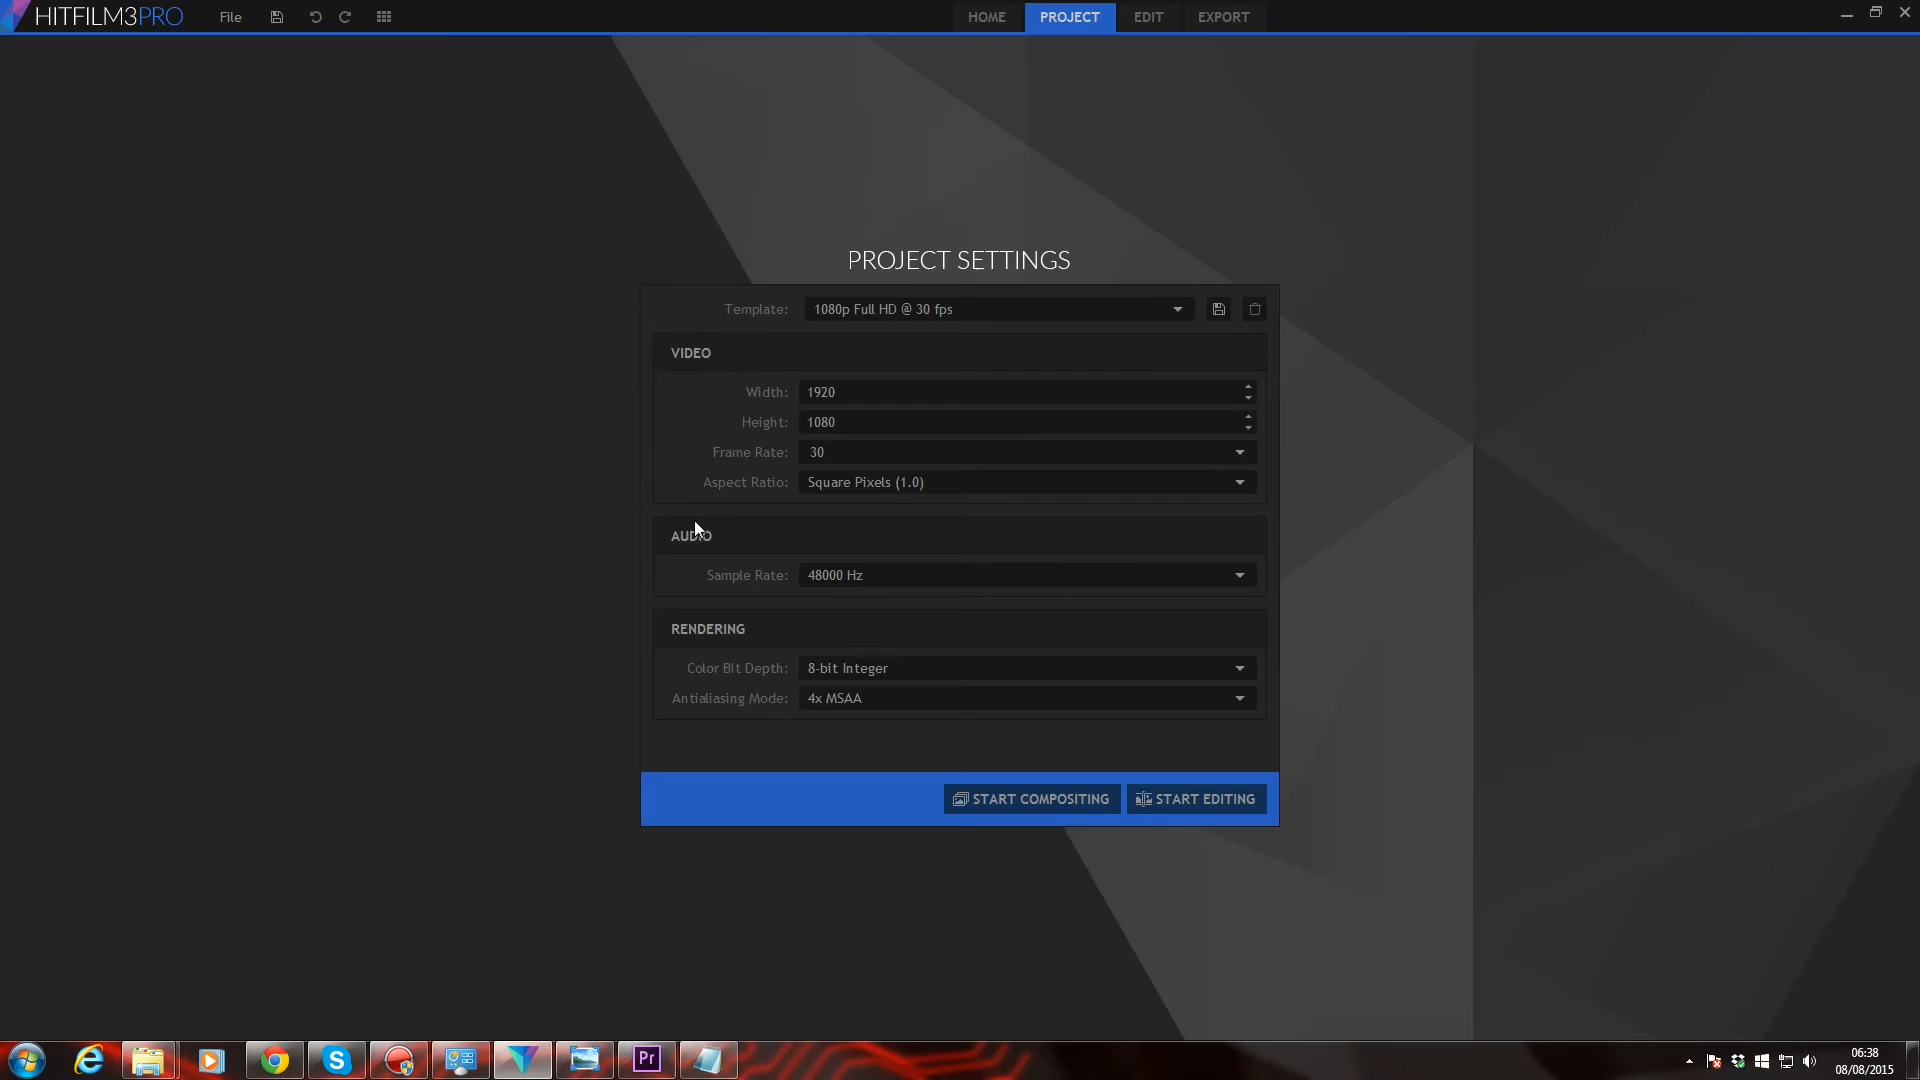 HITFILM3PRO File HOME PROJECT EDIT EXPORT
PROJECT SETTINGS
Template: 1080p Full HD @ 30 fps
VIDEO
Width: 1920
Height: 1080
Frame Rate: 30
Aspect Ratio: Square Pixels (1.0)
AUDIO
Sample Rate: 48000 Hz
RENDERING
Color Bit Depth: 8-bit Integer
Antialiasing Mode: 4x MSAA
START COMPOSITING START EDITING
Pr
06:38
08/08/2015